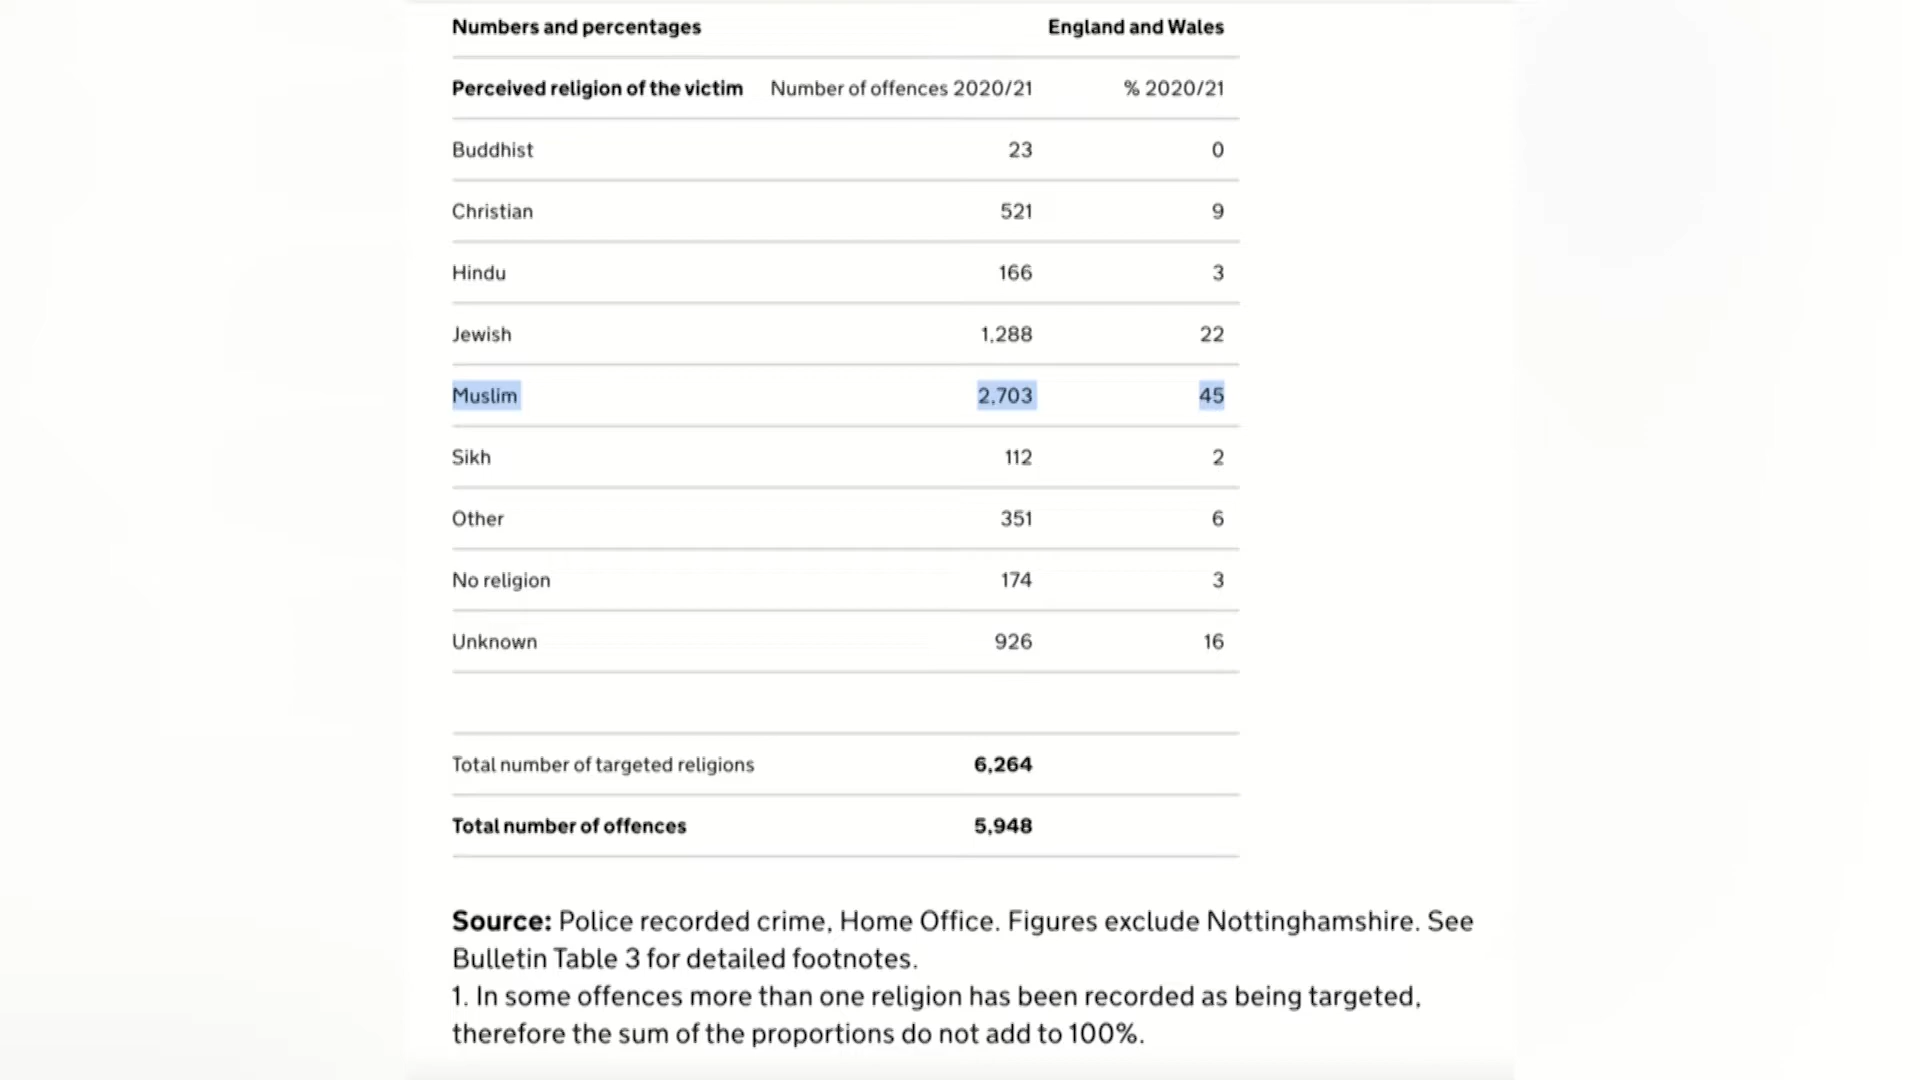 Numbers and percentages England and Wales
Perceived religion of the victim Number of offences 2020/21 % 2020/21
Buddhist 23 0
Christian 521 9
Hindu 166 3
Jewish 1,288 22
Muslim 2,703 45
Sikh 112 2
Other 351 6
No religion 174 3
Unknown 926 16
Total number of targeted religions 6,264
Total number of offences 5,948
Source: Police recorded crime, Home Office. Figures exclude Nottinghamshire. See
Bulletin Table 3 for detailed footnotes.
1. In some offences more than one religion has been recorded as being targeted,
therefore the sum of the proportions do not add to 100%.